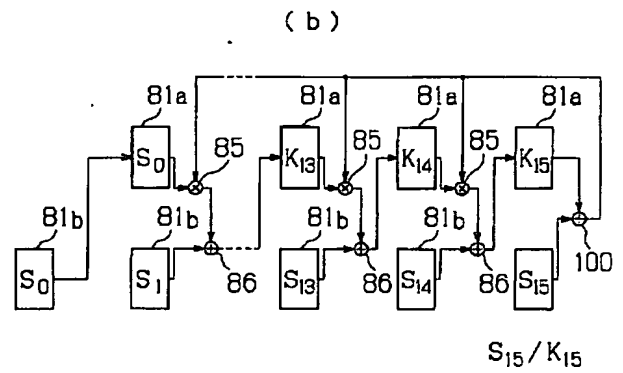 (b)
81a 81a 81a 81a
S₀ 85 K₁₃ 85 K₁₄ 85 K₁₅
81b 81b 81b 81b
S₀ S₁ 86 S₁₃ 86 S₁₄ 86 S₁₅ 100
S₁₅/K₁₅